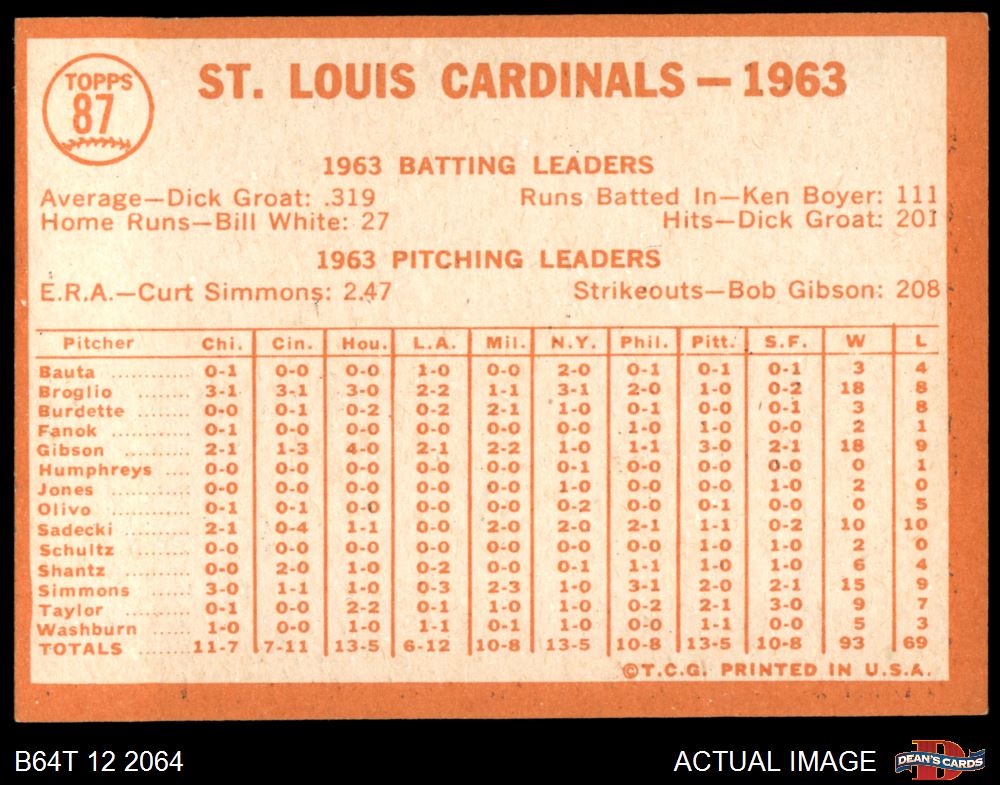 TOPPS
87
ST. LOUIS CARDINALS — 1963
1963 BATTING LEADERS
Average—Dick Groat: .319 Runs Batted In—Ken Boyer: 111
Home Runs—Bill White: 27 Hits—Dick Groat: 201
1963 PITCHING LEADERS
E.R.A.—Curt Simmons: 2.47 Strikeouts—Bob Gibson: 208
Pitcher Chi. Cin. Hou. L.A. Mil. N.Y. Phil. Pitt. S.F. W L
Bauta .......... 0-1 0-0 0-0 1-0 0-0 2-0 0-1 0-1 0-1 3 4
Broglio ....... 3-1 3-1 3-0 2-2 1-1 3-1 2-0 1-0 0-2 18 8
Burdette ....... 0-0 0-1 0-2 0-2 2-1 1-0 0-1 0-0 0-1 3 8
Fanok .......... 0-1 0-0 0-0 0-0 0-0 0-0 1-0 1-0 0-0 2 1
Gibson ........ 2-1 1-3 4-0 2-1 2-2 1-0 1-1 3-0 2-1 18 9
Humphreys .... 0-0 0-0 0-0 0-0 0-0 0-1 0-0 0-0 0-0 0 1
Jones .......... 0-0 0-0 0-0 0-0 0-0 1-0 0-0 0-0 1-0 2 0
Olivo .......... 0-1 0-1 0-0 0-0 0-0 0-2 0-0 0-1 0-0 0 5
Sadecki ....... 2-1 0-4 1-1 0-0 2-0 2-0 2-1 1-1 0-2 10 10
Schultz ....... 0-0 0-0 0-0 0-0 0-0 0-0 0-0 1-0 1-0 2 0
Shantz ......... 0-0 2-0 1-0 0-2 0-0 0-1 1-1 1-0 1-0 6 4
Simmons ...... 3-0 1-1 1-0 0-3 2-3 1-0 3-1 2-0 2-1 15 9
Taylor ......... 0-1 0-0 2-2 0-1 1-0 1-0 0-2 2-1 3-0 9 7
Washburn ...... 1-0 0-0 1-0 1-1 0-1 1-0 0-0 1-1 0-0 5 3
TOTALS ........ 11-7 7-11 13-5 6-12 10-8 13-5 10-8 13-5 10-8 93 69
©T.C.G. PRINTED IN U.S.A.
B64T 12 2064 ACTUAL IMAGE DEAN'S CARDS